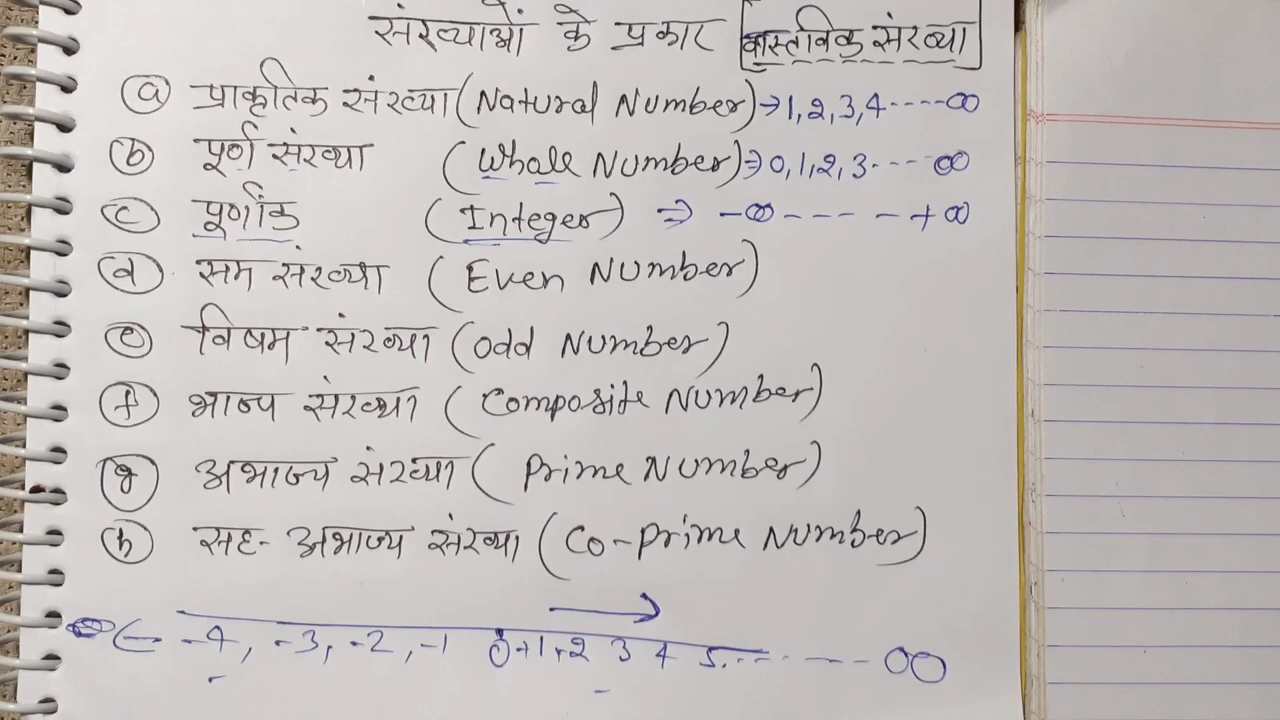 संख्याओं के प्रकार वास्तविक संख्या
a प्राकृतिक संख्या (Natural Number) → 1, 2, 3, 4 ----∞
b पूर्ण संख्या (Whole Number) ⇒ 0, 1, 2, 3 ---- ∞
c पूर्णांक (Integer) ⇒ -∞ ---- - + ∞
d सम संख्या (Even Number)
e विषम संख्या (Odd Number)
f भाज्य संख्या (Composite Number)
g अभाज्य संख्या (Prime Number)
h सह- अभाज्य संख्या (Co-Prime Number)
∞ ← -4, -3, -2, -1 0 +1 +2 3 4 5 ------- ∞